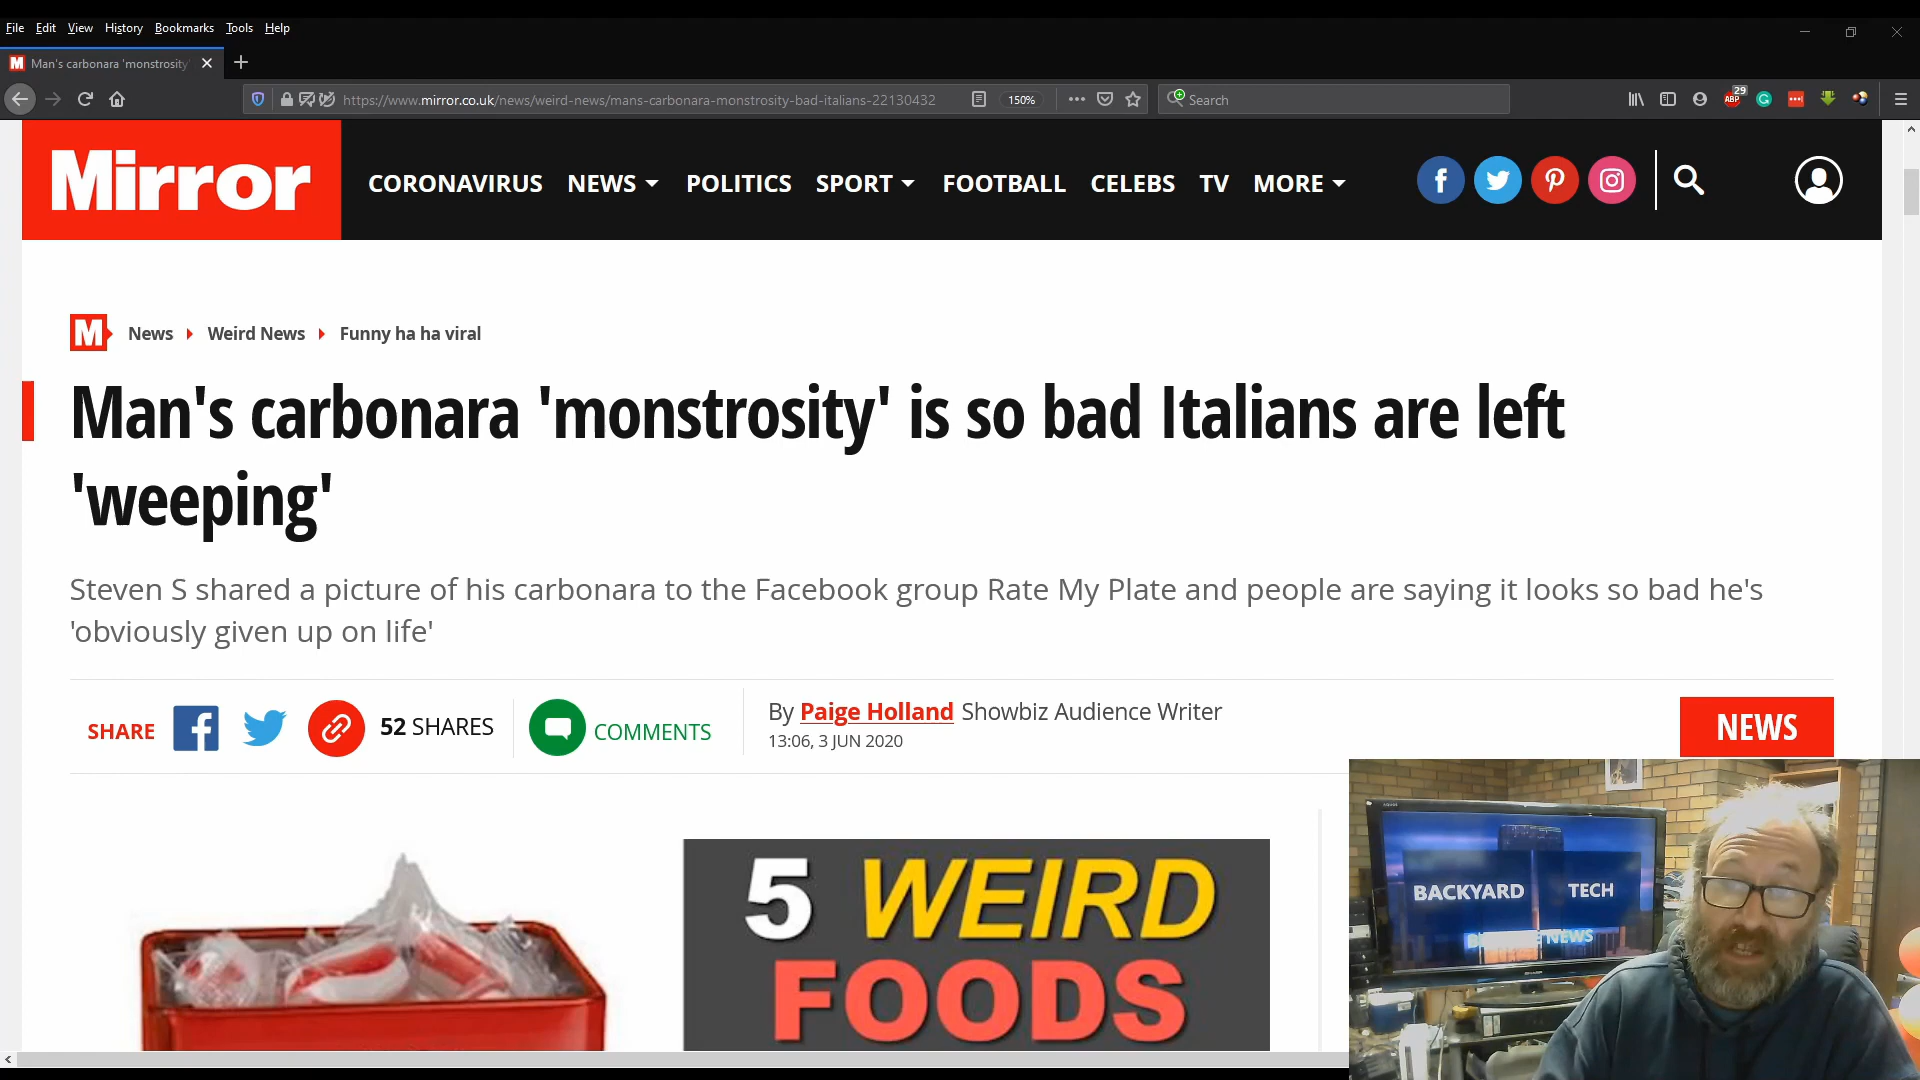 File Edit View History Bookmarks Tools Help
M Man's carbonara 'monstrosity'
https://www.mirror.co.uk/news/weird-news/mans-carbonara-monstrosity-bad-italians-22130432
150%
Search
ABP 29
Mirror
CORONAVIRUS NEWS POLITICS SPORT FOOTBALL CELEBS TV MORE
M News Weird News Funny ha ha viral
Man's carbonara 'monstrosity' is so bad Italians are left
'weeping'
Steven S shared a picture of his carbonara to the Facebook group Rate My Plate and people are saying it looks so bad he's
'obviously given up on life'
SHARE 52 SHARES COMMENTS
By Paige Holland Showbiz Audience Writer
13:06, 3 JUN 2020
NEWS
5 WEIRD
FOODS
BACKYARD TECH
NEWS